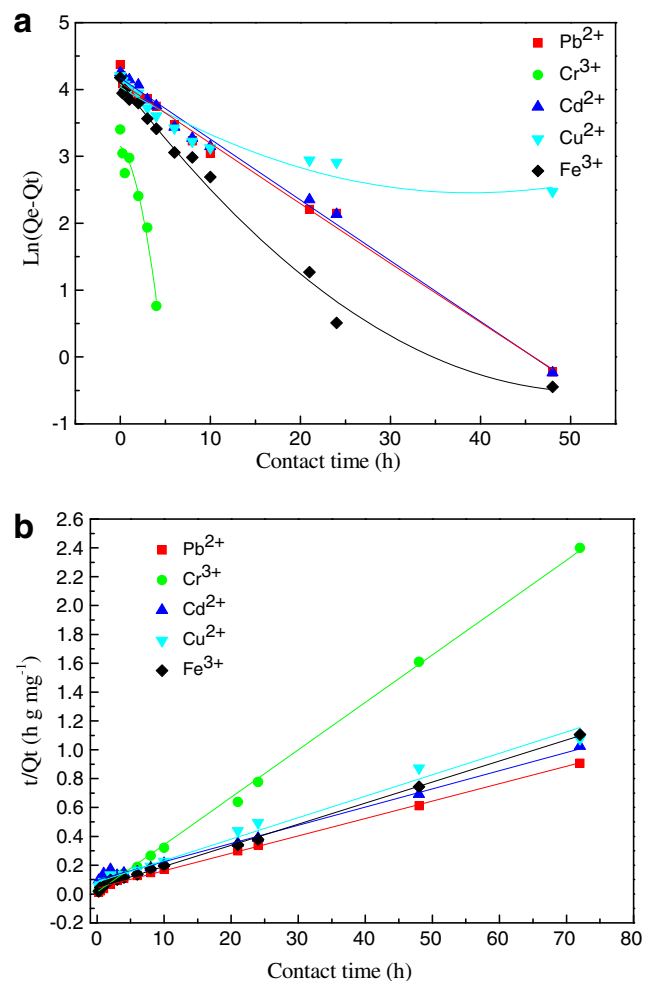 a
5
4
3
2
1
0
-1
Ln(Qe-Qt)
Pb2+
Cr3+
Cd2+
Cu2+
Fe3+
0 10 20 30 40 50
Contact time (h)
b
2.6
2.4
2.2
2.0
1.8
1.6
1.4
1.2
1.0
0.8
0.6
0.4
0.2
0.0
-0.2
t/Qt (h g mg-1)
Pb2+
Cr3+
Cd2+
Cu2+
Fe3+
0 10 20 30 40 50 60 70 80
Contact time (h)